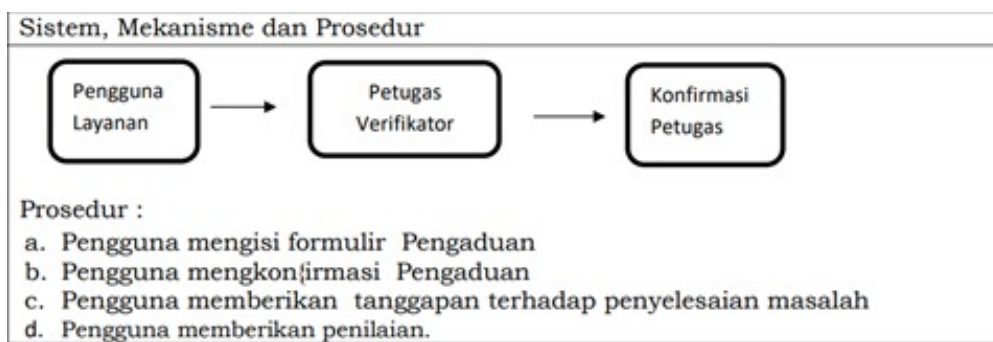 Sistem, Mekanisme dan Prosedur
Pengguna
Layanan
Petugas
Verifikator
Konfirmasi
Petugas
Prosedur :
a. Pengguna mengisi formulir Pengaduan
b. Pengguna mengkon{irmasi Pengaduan
c. Pengguna memberikan tanggapan terhadap penyelesaian masalah
d. Pengguna memberikan penilaian.